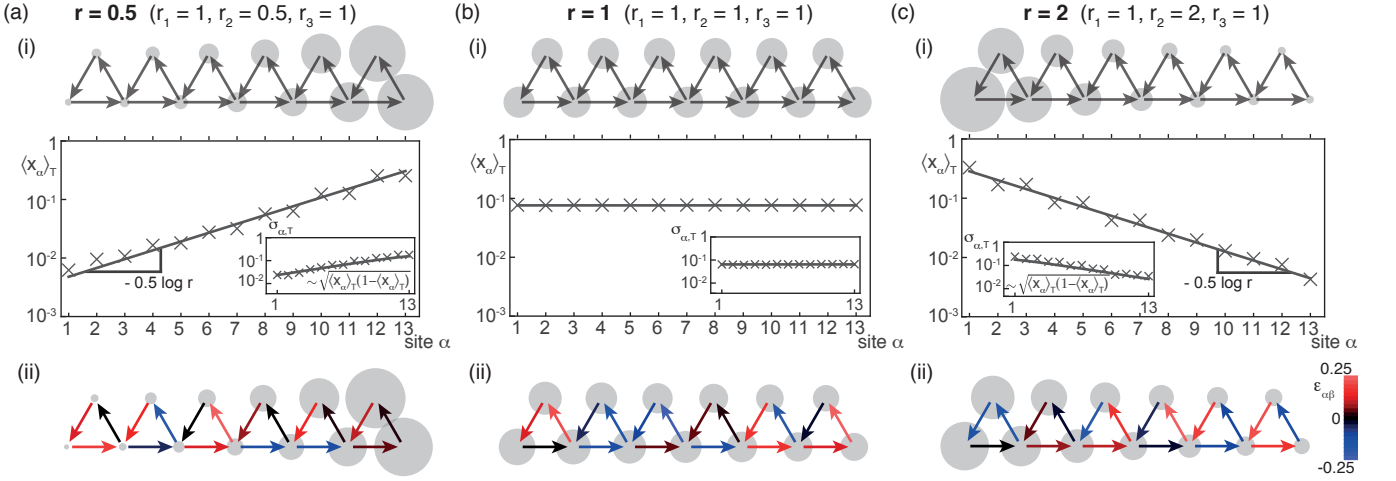 (a) r = 0.5 (r₁ = 1, r₂ = 0.5, r₃ = 1)
(i)
1
⟨xα⟩T
10⁻¹
10⁻²
10⁻³
- 0.5 log r
σα,T
1
10⁻¹
10⁻²
∼√⟨xα⟩T(1−⟨xα⟩T)
1 13
1 2 3 4 5 6 7 8 9 10 11 12 13
site α
(ii)
(b) r = 1 (r₁ = 1, r₂ = 1, r₃ = 1)
(i)
1
⟨xα⟩T
10⁻¹
10⁻²
10⁻³
σα,T
1
10⁻¹
10⁻²
1 13
1 2 3 4 5 6 7 8 9 10 11 12 13
site α
(ii)
(c) r = 2 (r₁ = 1, r₂ = 2, r₃ = 1)
(i)
1
⟨xα⟩T
10⁻¹
10⁻²
10⁻³
σα,T
1
10⁻¹
10⁻²
∼√⟨xα⟩T(1−⟨xα⟩T)
1 13
- 0.5 log r
1 2 3 4 5 6 7 8 9 10 11 12 13
site α
(ii)
0.25
εαβ
0
-0.25